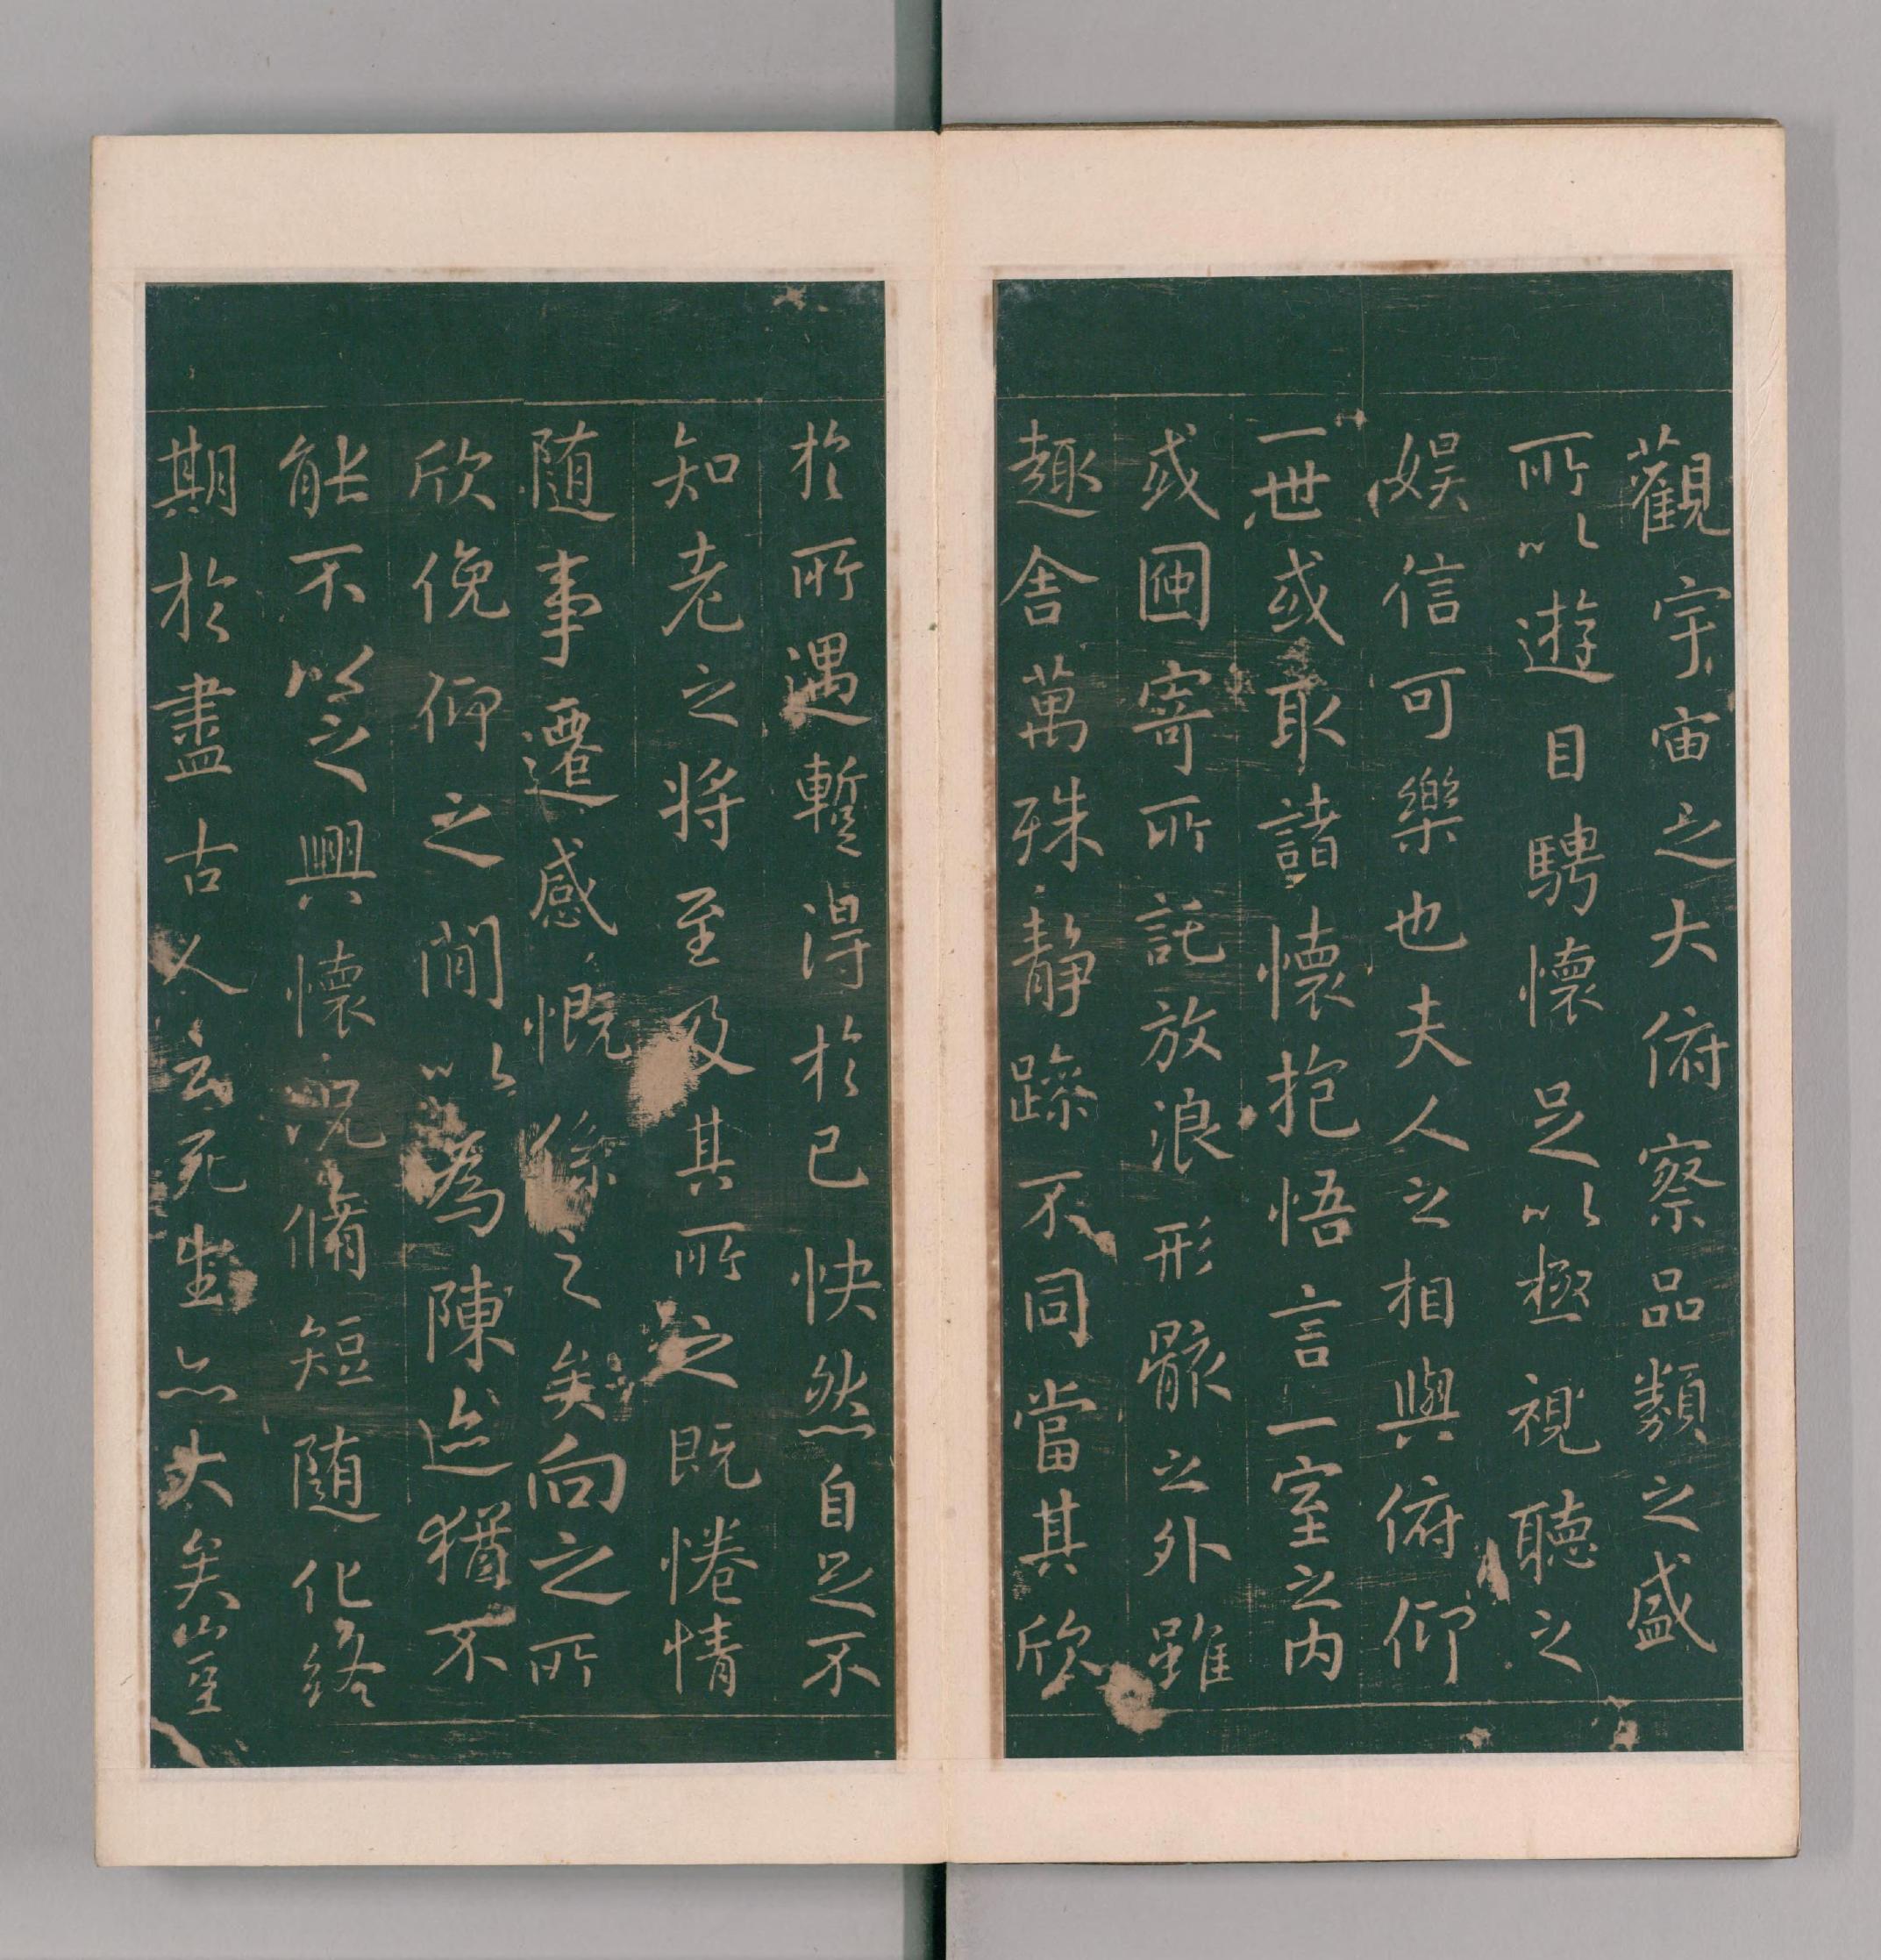 觀宇宙之大俯察品類之盛
所以遊目騁懷足以極視聽之
娛信可樂也夫人之相與俯仰
一世或取諸懷抱悟言一室之內
或因寄所託放浪形骸之外雖
趣舍萬殊靜躁不同當其欣
於所遇蹔得於己快然自足不
知老之將至及其所之既惓情
隨事遷感慨係之矣向之所
欣俛仰之閒以為陳迹猶不
能不以之興懷況脩短隨化終
期於盡古人云死生亦大矣豈